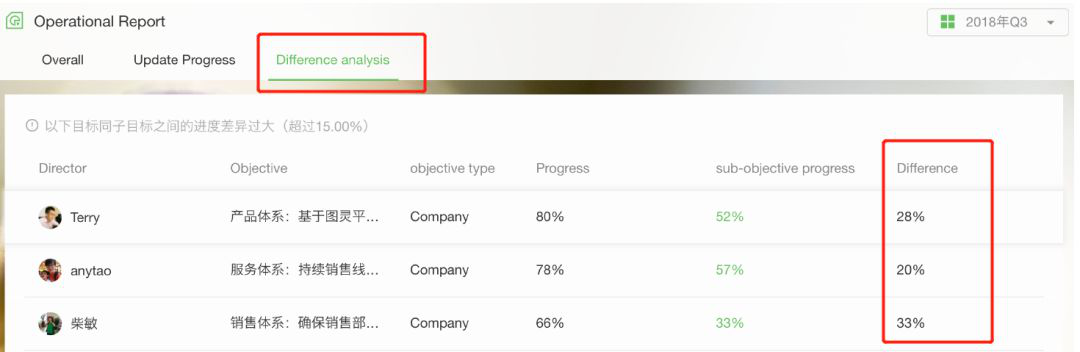 Operational Report
2018年Q3
Overall Update Progress Difference analysis
以下目标同子目标之间的进度差异过大（超过15.00%）
Director Objective objective type Progress sub-objective progress Difference
Terry 产品体系：基于图灵平... Company 80% 52% 28%
anytao 服务体系：持续销售线... Company 78% 57% 20%
柴敏 销售体系：确保销售部... Company 66% 33% 33%